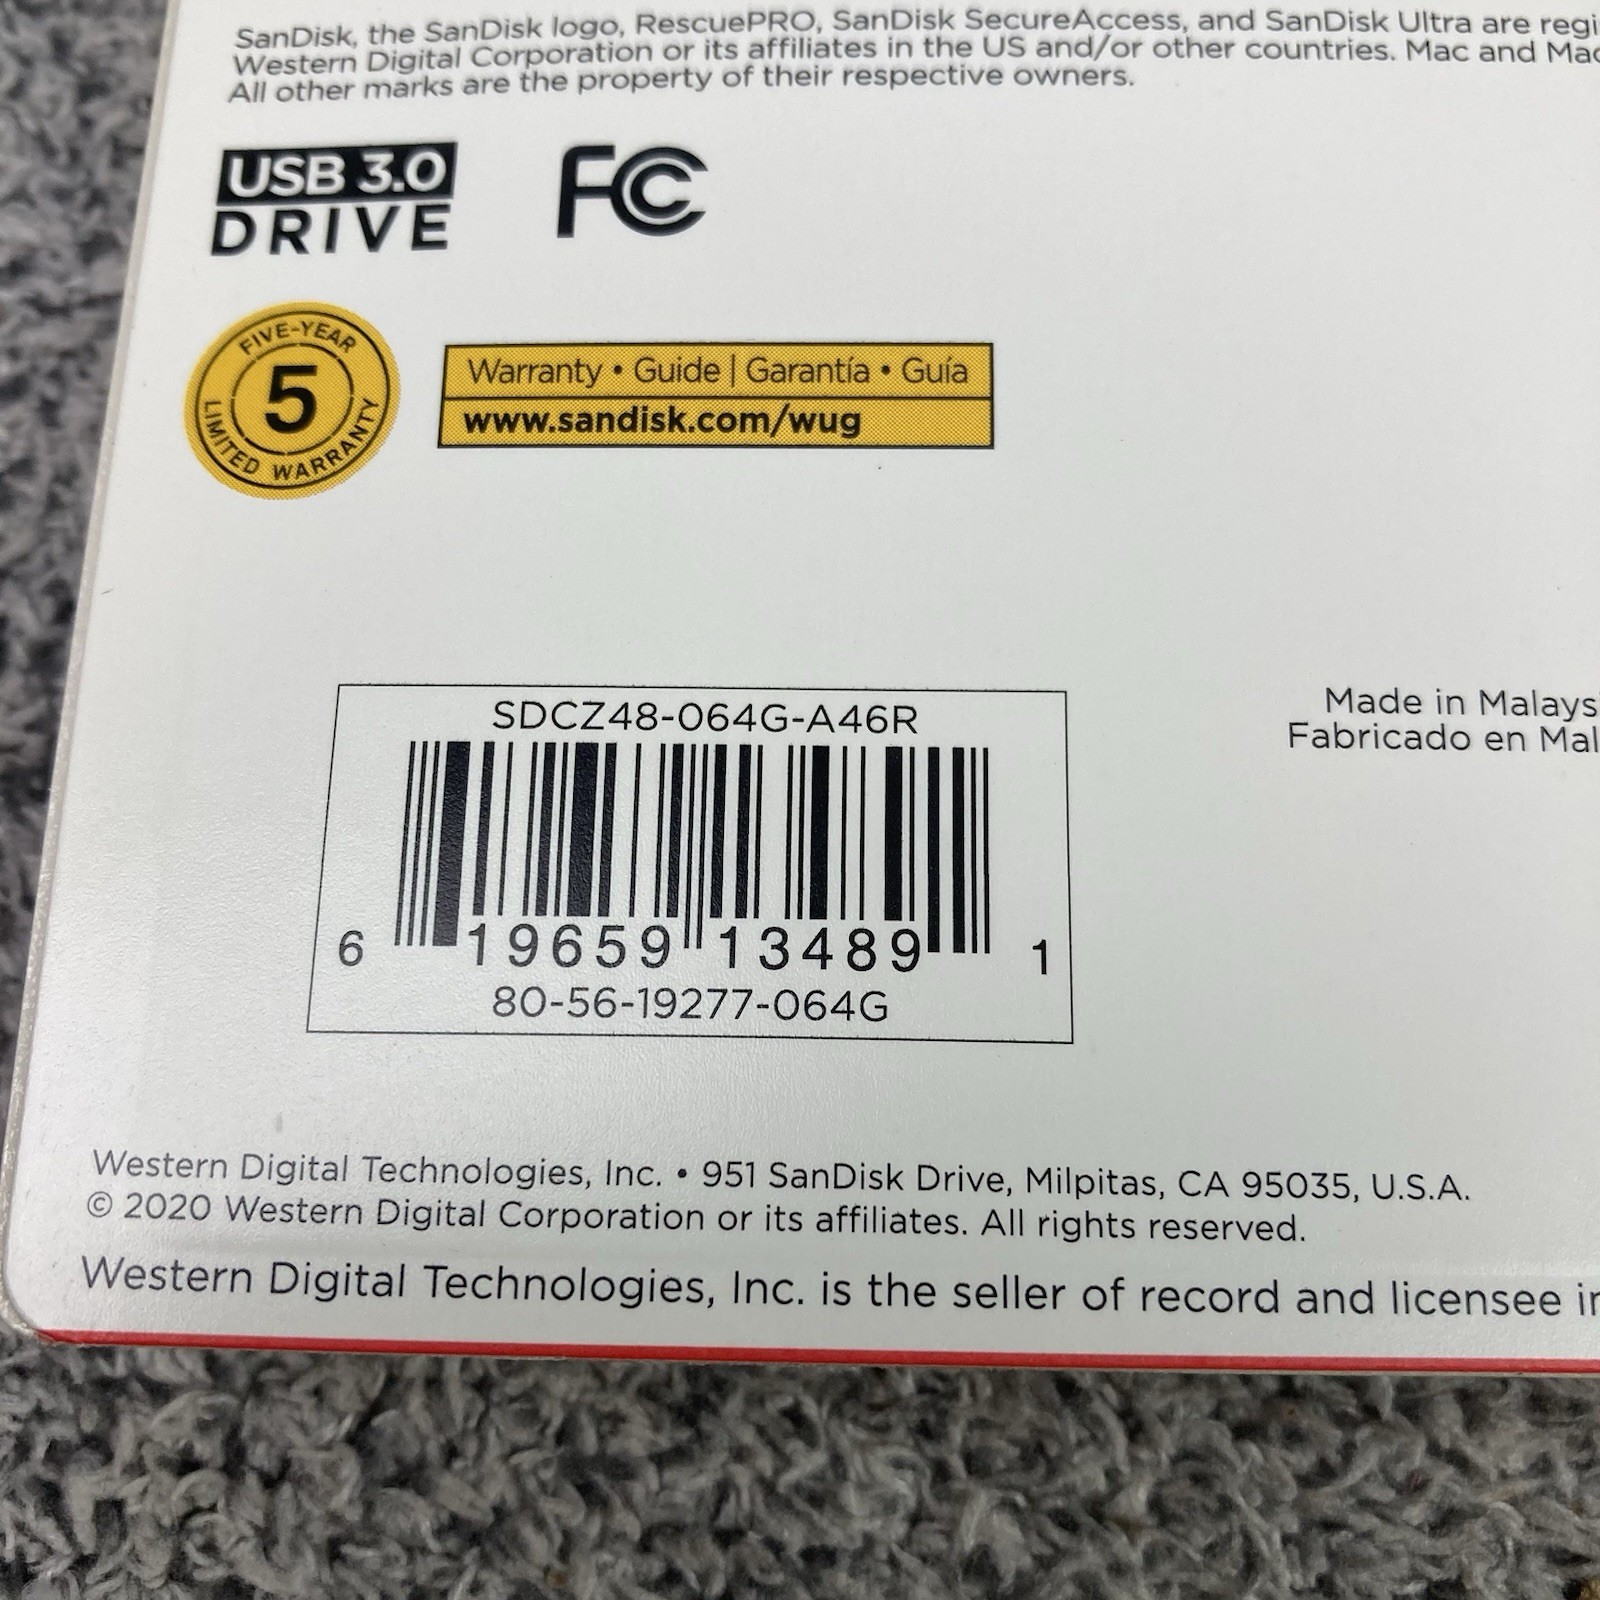 SanDisk, the SanDisk logo, RescuePRO, SanDisk SecureAccess, and SanDisk Ultra are regi
Western Digital Corporation or its affiliates in the US and/or other countries. Mac and Mac
All other marks are the property of their respective owners.
USB 3.0
DRIVE
FC
FIVE-YEAR
5
LIMITED WARRANTY
Warranty • Guide | Garantía • Guía
www.sandisk.com/wug
SDCZ48-064G-A46R
6 19659 13489 1
80-56-19277-064G
Made in Malays
Fabricado en Mal
Western Digital Technologies, Inc. • 951 SanDisk Drive, Milpitas, CA 95035, U.S.A.
© 2020 Western Digital Corporation or its affiliates. All rights reserved.
Western Digital Technologies, Inc. is the seller of record and licensee in